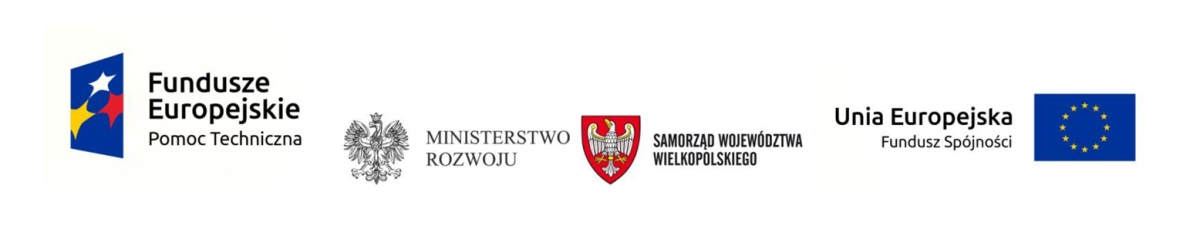 Fundusze
Europejskie
Pomoc Techniczna
MINISTERSTWO
ROZWOJU
SAMORZĄD WOJEWÓDZTWA
WIELKOPOLSKIEGO
Unia Europejska
Fundusz Spójności